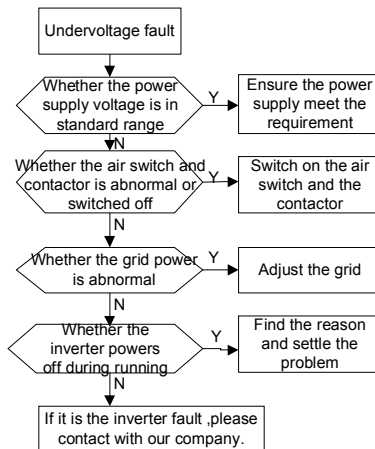 Undervoltage fault
Whether the power
supply voltage is in
standard range
Y
Ensure the power
supply meet the
requirement
N
Whether the air switch and
contactor is abnormal or
switched off
Y
Switch on the air
switch and the
contactor
N
Whether the grid power
is abnormal
Y
Adjust the grid
N
Whether the
inverter powers
off during running
Y
Find the reason
and settle the
problem
N
If it is the inverter fault ,please
contact with our company.